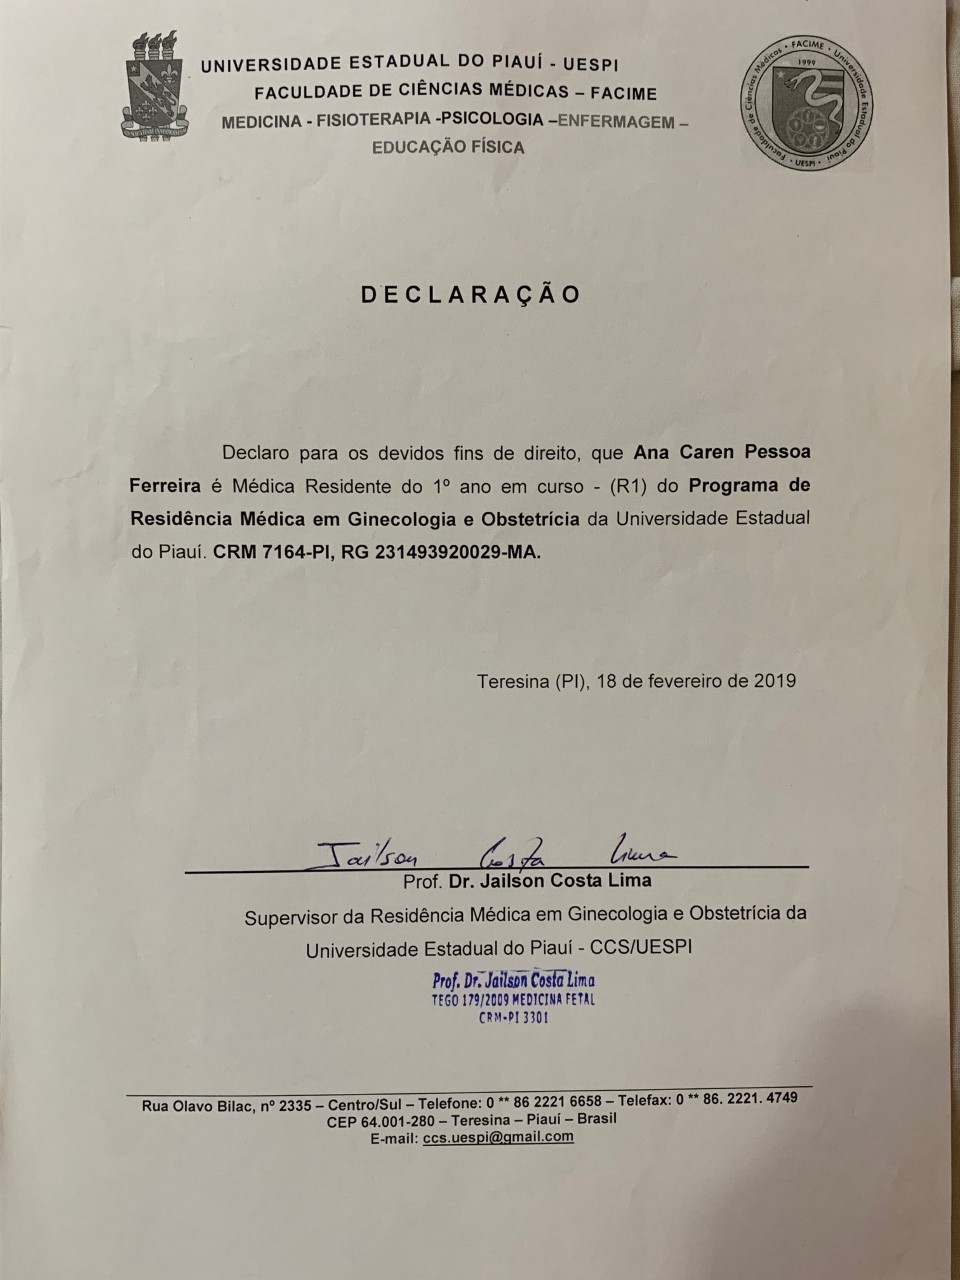 UNIVERSIDADE ESTADUAL DO PIAUÍ - UESPI
FACULDADE DE CIÊNCIAS MÉDICAS – FACIME
MEDICINA - FISIOTERAPIA -PSICOLOGIA –ENFERMAGEM –
EDUCAÇÃO FÍSICA
Faculdade de Ciências Médicas • FACIME • Universidade Estadual do Piauí • UESPI •
1999
DECLARAÇÃO
Declaro para os devidos fins de direito, que Ana Caren Pessoa
Ferreira é Médica Residente do 1º ano em curso - (R1) do Programa de
Residência Médica em Ginecologia e Obstetrícia da Universidade Estadual
do Piauí. CRM 7164-PI, RG 231493920029-MA.
Teresina (PI), 18 de fevereiro de 2019
Jailson Costa Lima
Prof. Dr. Jailson Costa Lima
Supervisor da Residência Médica em Ginecologia e Obstetrícia da
Universidade Estadual do Piauí - CCS/UESPI
Prof. Dr. Jailson Costa Lima
TEGO 179/2009 MEDICINA FETAL
CRM-PI 3301
Rua Olavo Bilac, nº 2335 – Centro/Sul – Telefone: 0 ** 86 2221 6658 – Telefax: 0 ** 86. 2221. 4749
CEP 64.001-280 – Teresina – Piauí – Brasil
E-mail: ccs.uespi@gmail.com